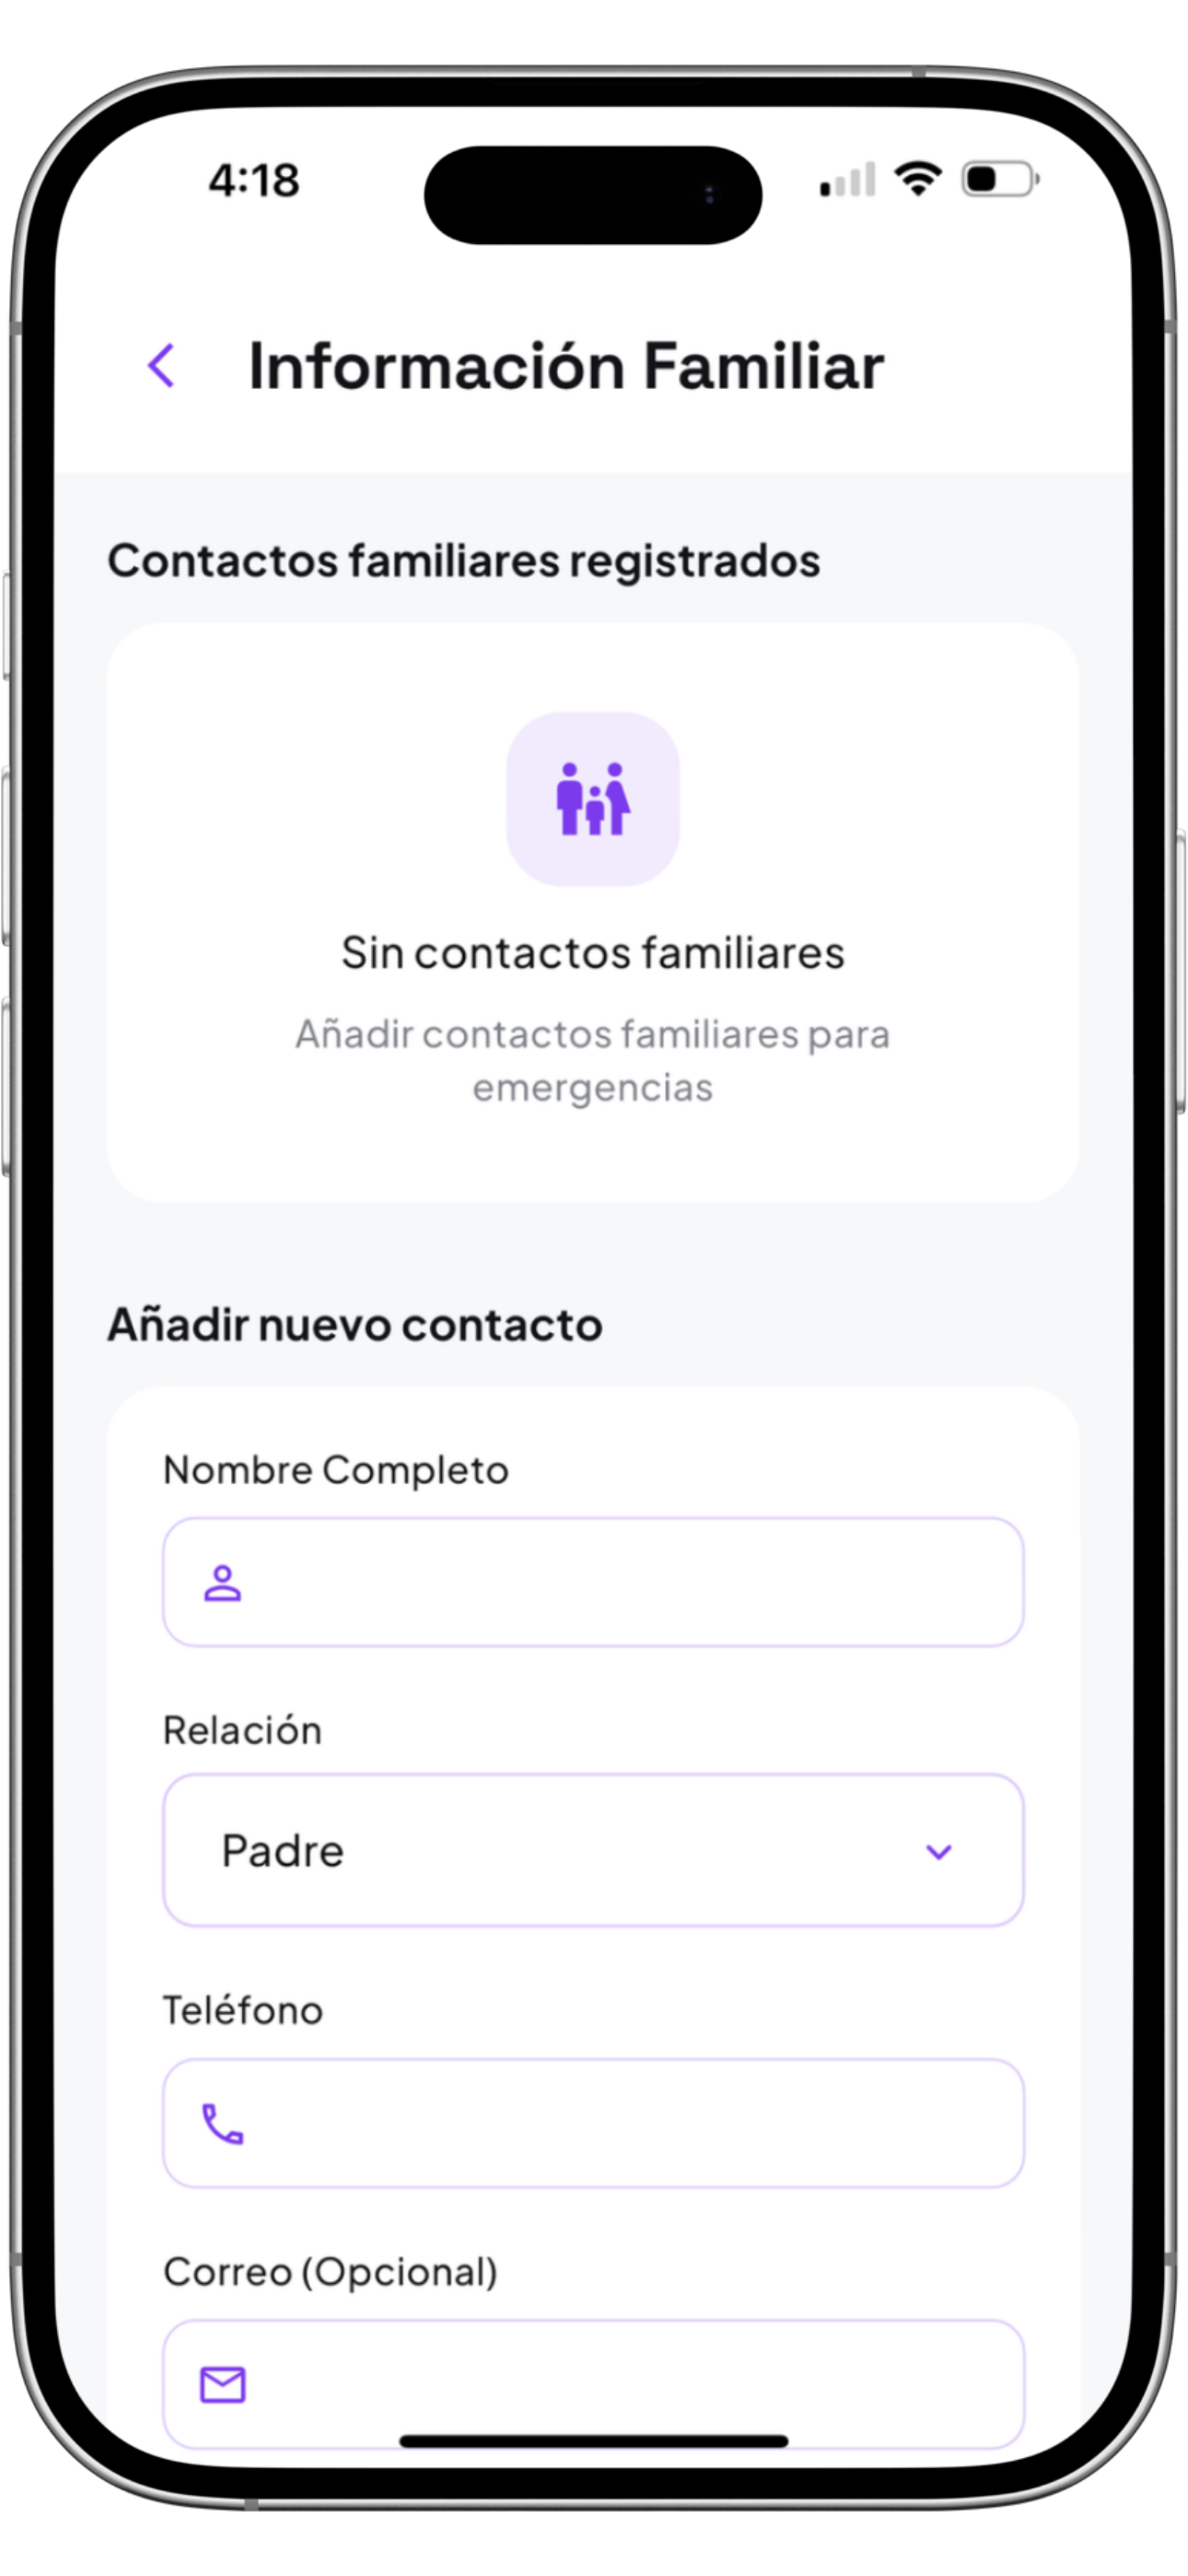 4:18
Información Familiar
Contactos familiares registrados
Sin contactos familiares
Añadir contactos familiares para
emergencias
Añadir nuevo contacto
Nombre Completo
Relación
Padre
Teléfono
Correo (Opcional)